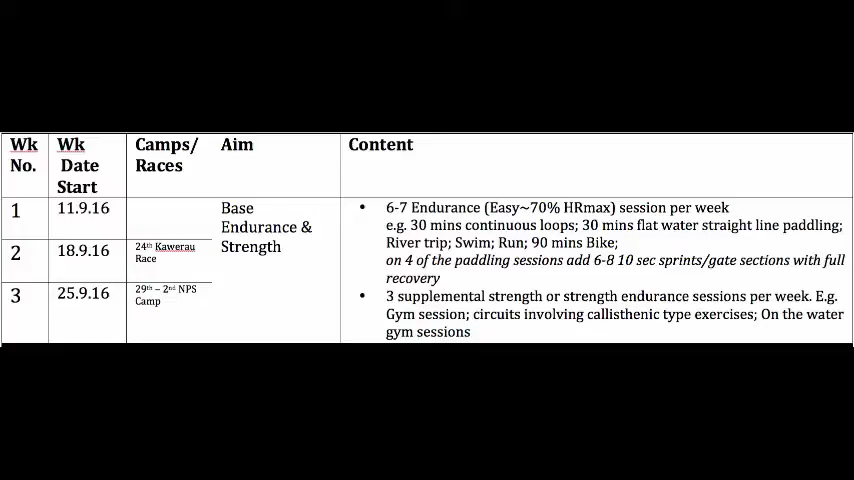 Wk No.
Wk Date Start
Camps/ Races
Aim
Content
1
11.9.16
2
18.9.16
24th Kawerau
Race
3
25.9.16
29th – 2nd NPS
Camp
Base
Endurance &
Strength
• 6-7 Endurance (Easy~70% HRmax) session per week
e.g. 30 mins continuous loops; 30 mins flat water straight line paddling;
River trip; Swim; Run; 90 mins Bike;
on 4 of the paddling sessions add 6-8 10 sec sprints/gate sections with full
recovery
• 3 supplemental strength or strength endurance sessions per week. E.g.
Gym session; circuits involving callisthenic type exercises; On the water
gym sessions